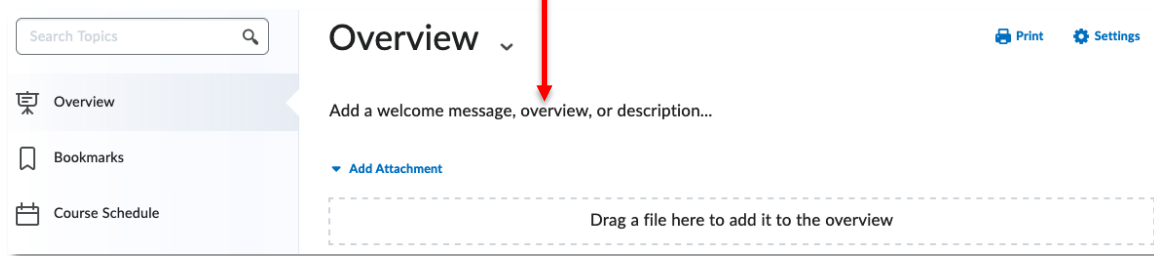 Search Topics
Overview
Bookmarks
Course Schedule
Overview
Print
Settings
Add a welcome message, overview, or description...
Add Attachment
Drag a file here to add it to the overview